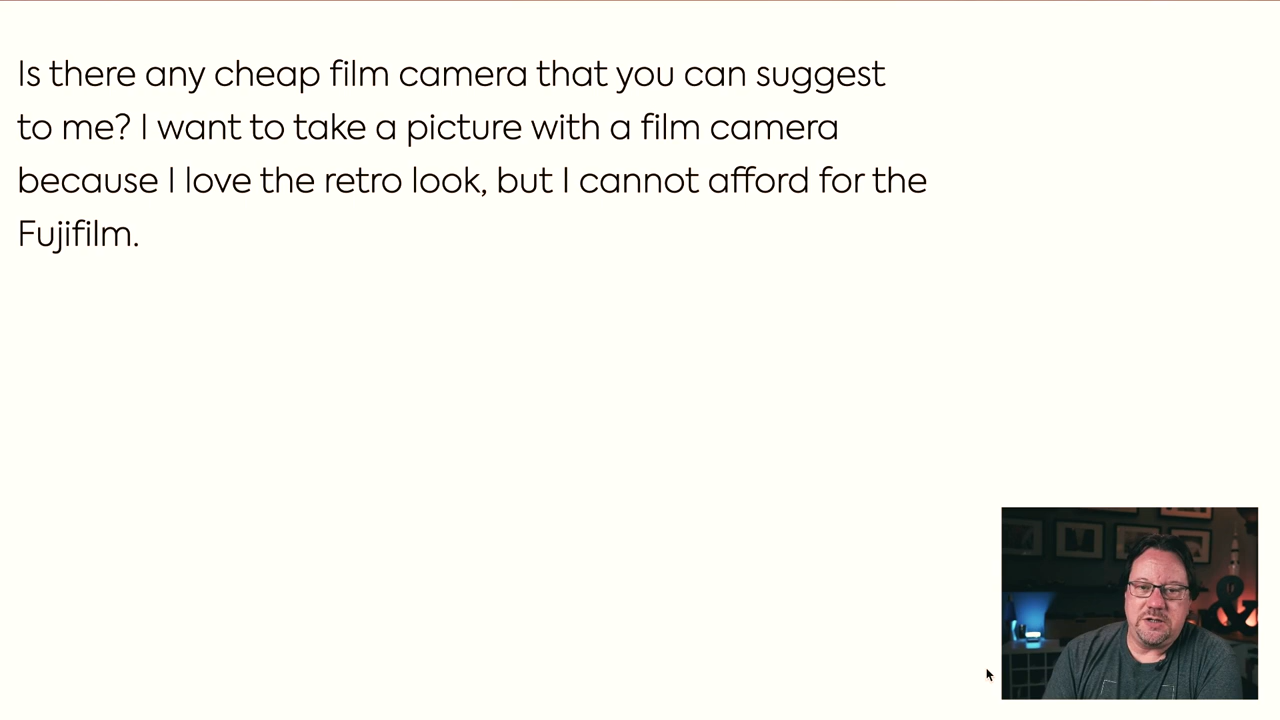 Is there any cheap film camera that you can suggest
to me? I want to take a picture with a film camera
because I love the retro look, but I cannot afford for the
Fujifilm.